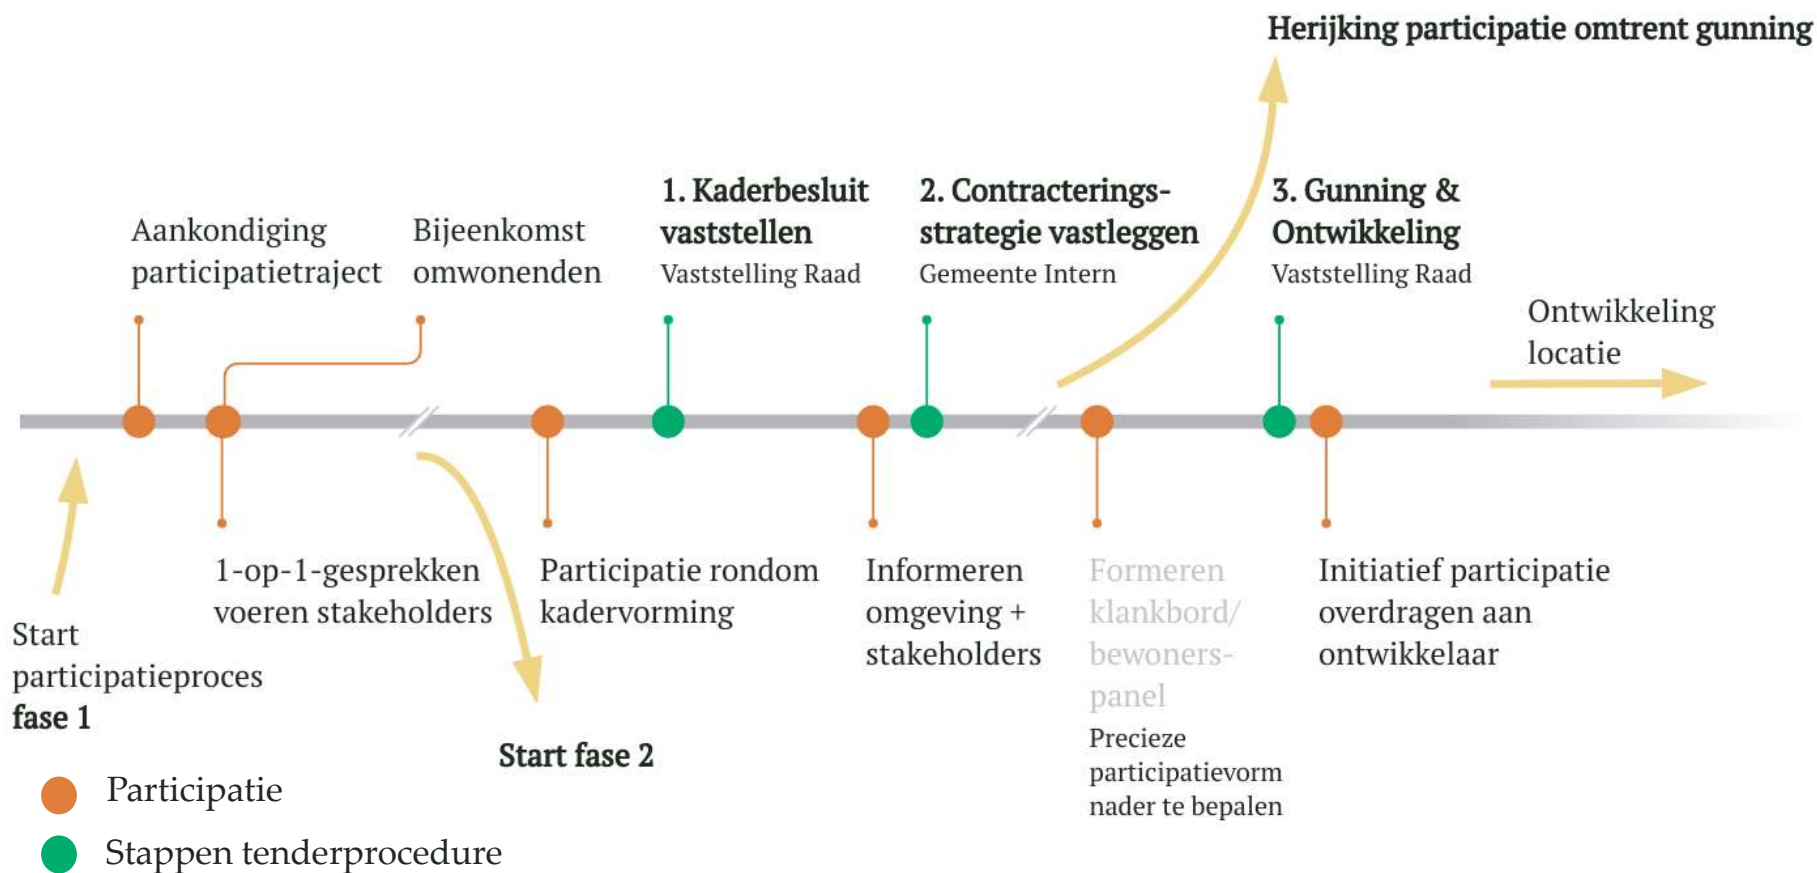 Herijking participatie omtrent gunning
Aankondiging
participatietraject
Bijeenkomst
omwonenden
1. Kaderbesluit
vaststellen
Vaststelling Raad
2. Contracterings-
strategie vastleggen
Gemeente Intern
3. Gunning &
Ontwikkeling
Vaststelling Raad
Ontwikkeling
locatie
Start
participatieproces
fase 1
1-op-1-gesprekken
voeren stakeholders
Start fase 2
Participatie rondom
kadervorming
Informeren
omgeving +
stakeholders
Formeren
klankbord/
bewoners-
panel
Precieze
participatievorm
nader te bepalen
Initiatief participatie
overdragen aan
ontwikkelaar
Participatie
Stappen tenderprocedure